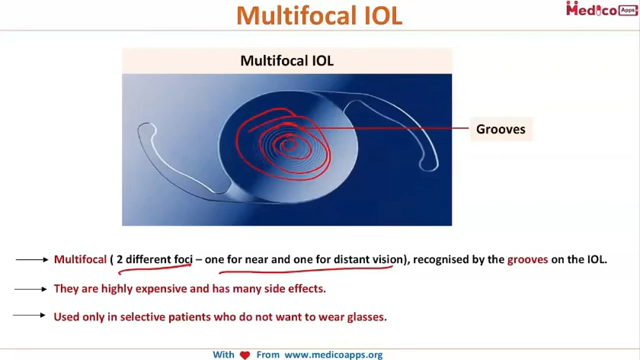 Multifocal IOL
Medico Apps
Multifocal IOL
Grooves
Multifocal ( 2 different foci – one for near and one for distant vision), recognised by the grooves on the IOL.
They are highly expensive and has many side effects.
Used only in selective patients who do not want to wear glasses.
With From www.medicoapps.org